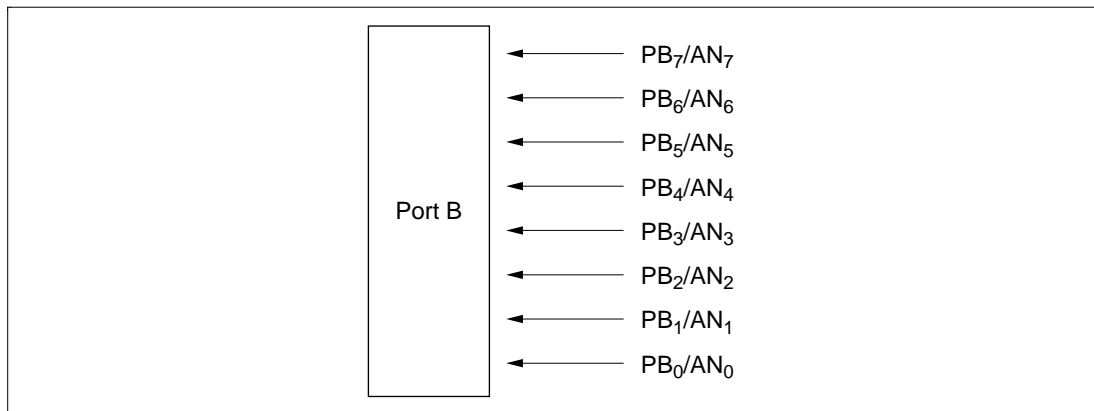 PB₇/AN₇
PB₆/AN₆
PB₅/AN₅
PB₄/AN₄
Port B
PB₃/AN₃
PB₂/AN₂
PB₁/AN₁
PB₀/AN₀